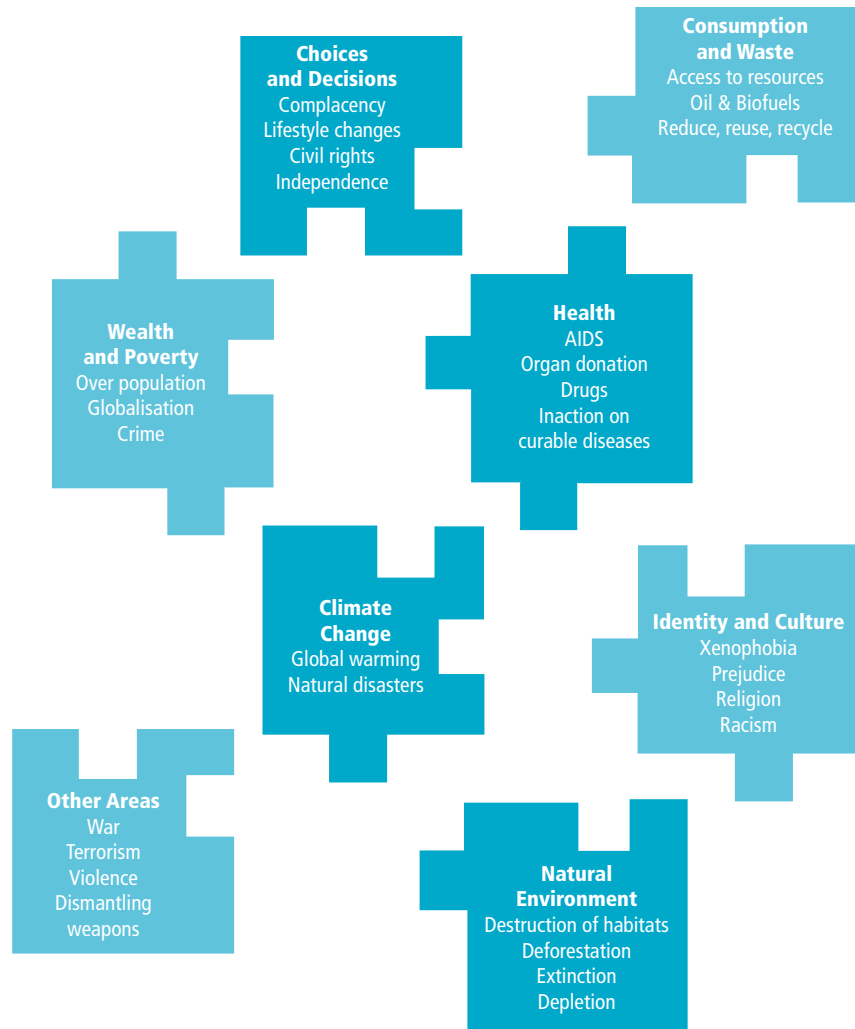 Choices
and Decisions
Complacency
Lifestyle changes
Civil rights
Independence
Consumption
and Waste
Access to resources
Oil & Biofuels
Reduce, reuse, recycle
Wealth
and Poverty
Over population
Globalisation
Crime
Health
AIDS
Organ donation
Drugs
Inaction on
curable diseases
Climate
Change
Global warming
Natural disasters
Identity and Culture
Xenophobia
Prejudice
Religion
Racism
Other Areas
War
Terrorism
Violence
Dismantling
weapons
Natural
Environment
Destruction of habitats
Deforestation
Extinction
Depletion